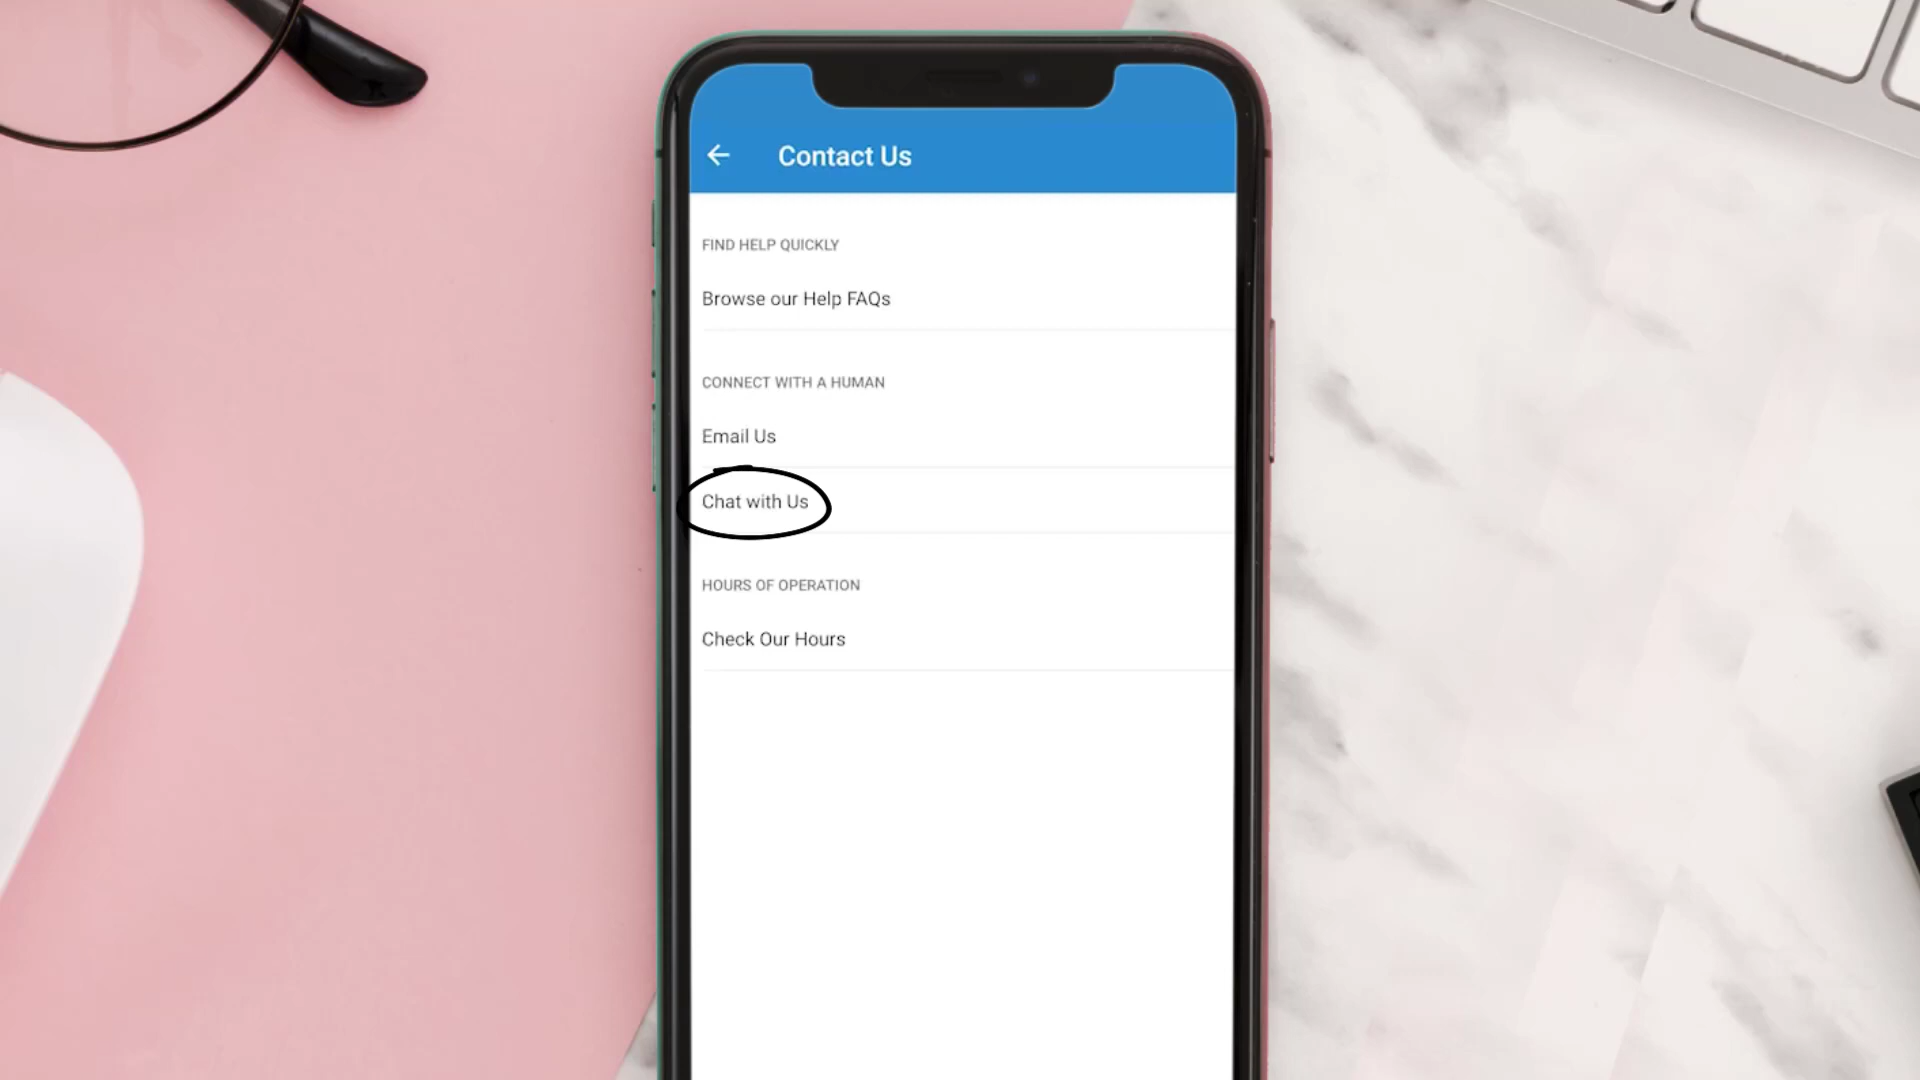 Contact Us
FIND HELP QUICKLY
Browse our Help FAQs
CONNECT WITH A HUMAN
Email Us
Chat with Us
HOURS OF OPERATION
Check Our Hours